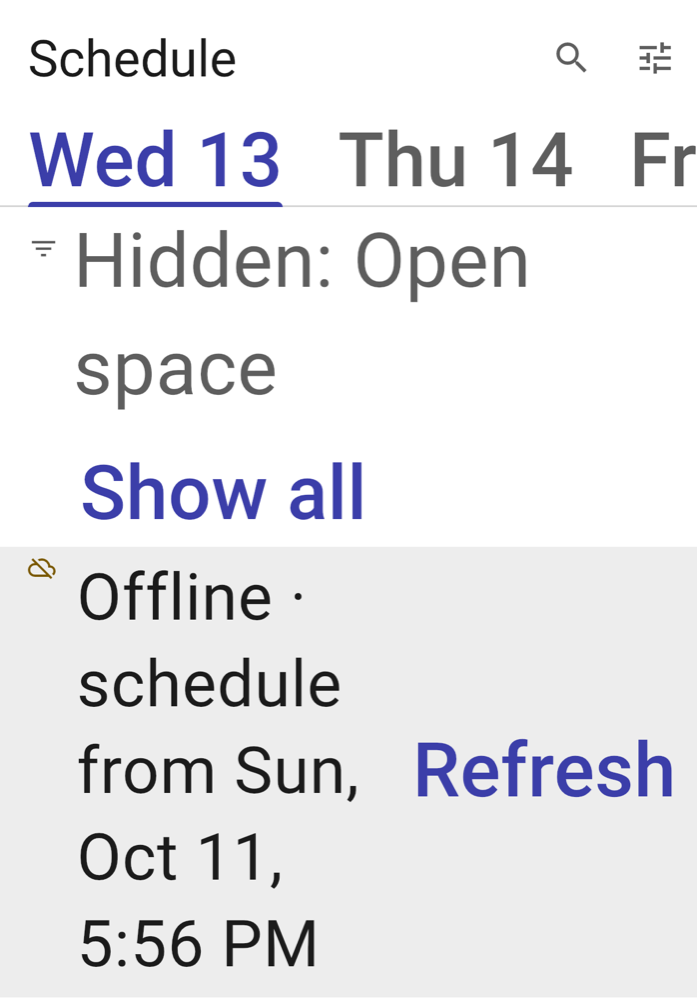 Schedule
Wed 13 Thu 14 Fr
Hidden: Open
space
Show all
Offline ·
schedule
from Sun,
Refresh
Oct 11,
5:56 PM